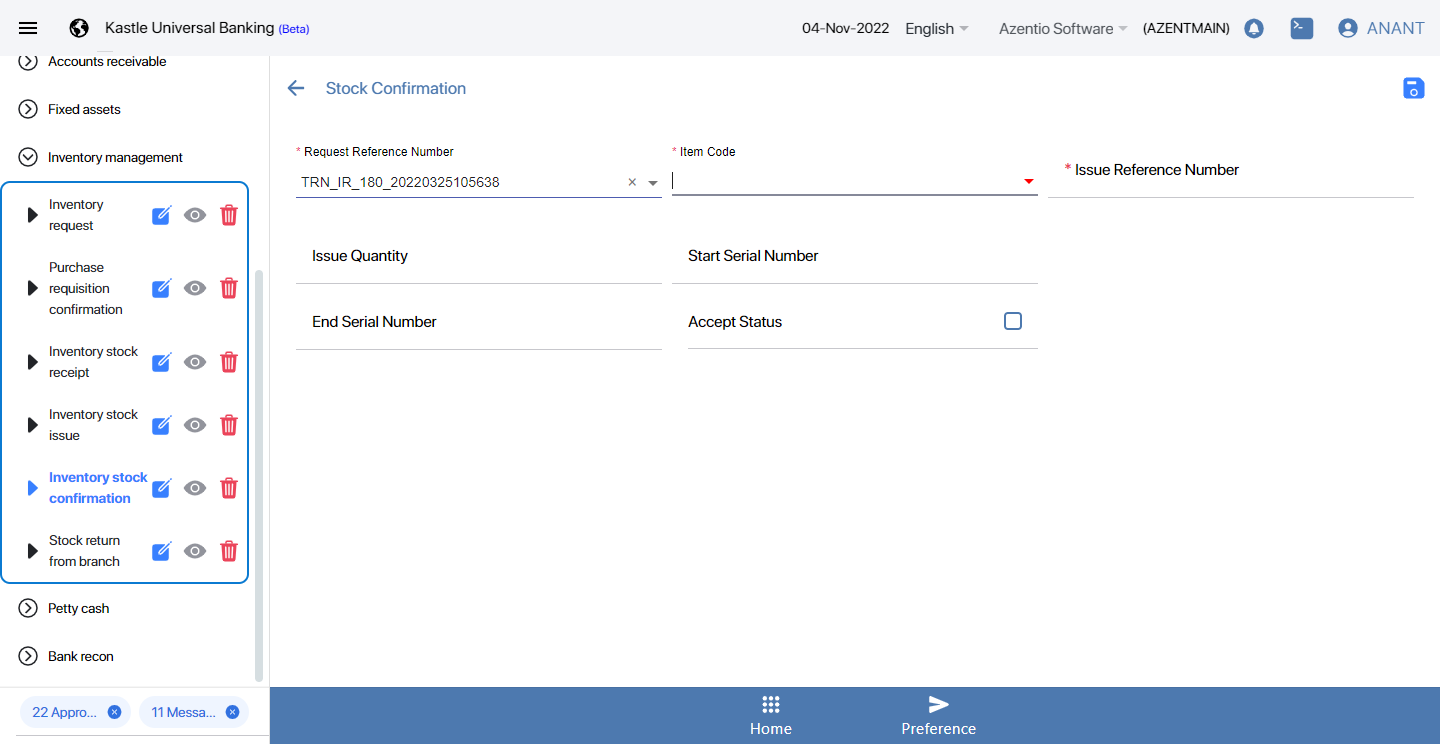 Kastle Universal Banking (Beta)
04-Nov-2022
English
Azentio Software
(AZENTMAIN)
ANANT
Accounts receivable
Fixed assets
Inventory management
Inventory
request
Purchase
requisition
confirmation
Inventory stock
receipt
Inventory stock
issue
Inventory stock
confirmation
Stock return
from branch
Petty cash
Bank recon
22 Appro...
11 Messa...
Stock Confirmation
* Request Reference Number
TRN_IR_180_20220325105638
* Item Code
* Issue Reference Number
Issue Quantity
Start Serial Number
End Serial Number
Accept Status
Home
Preference